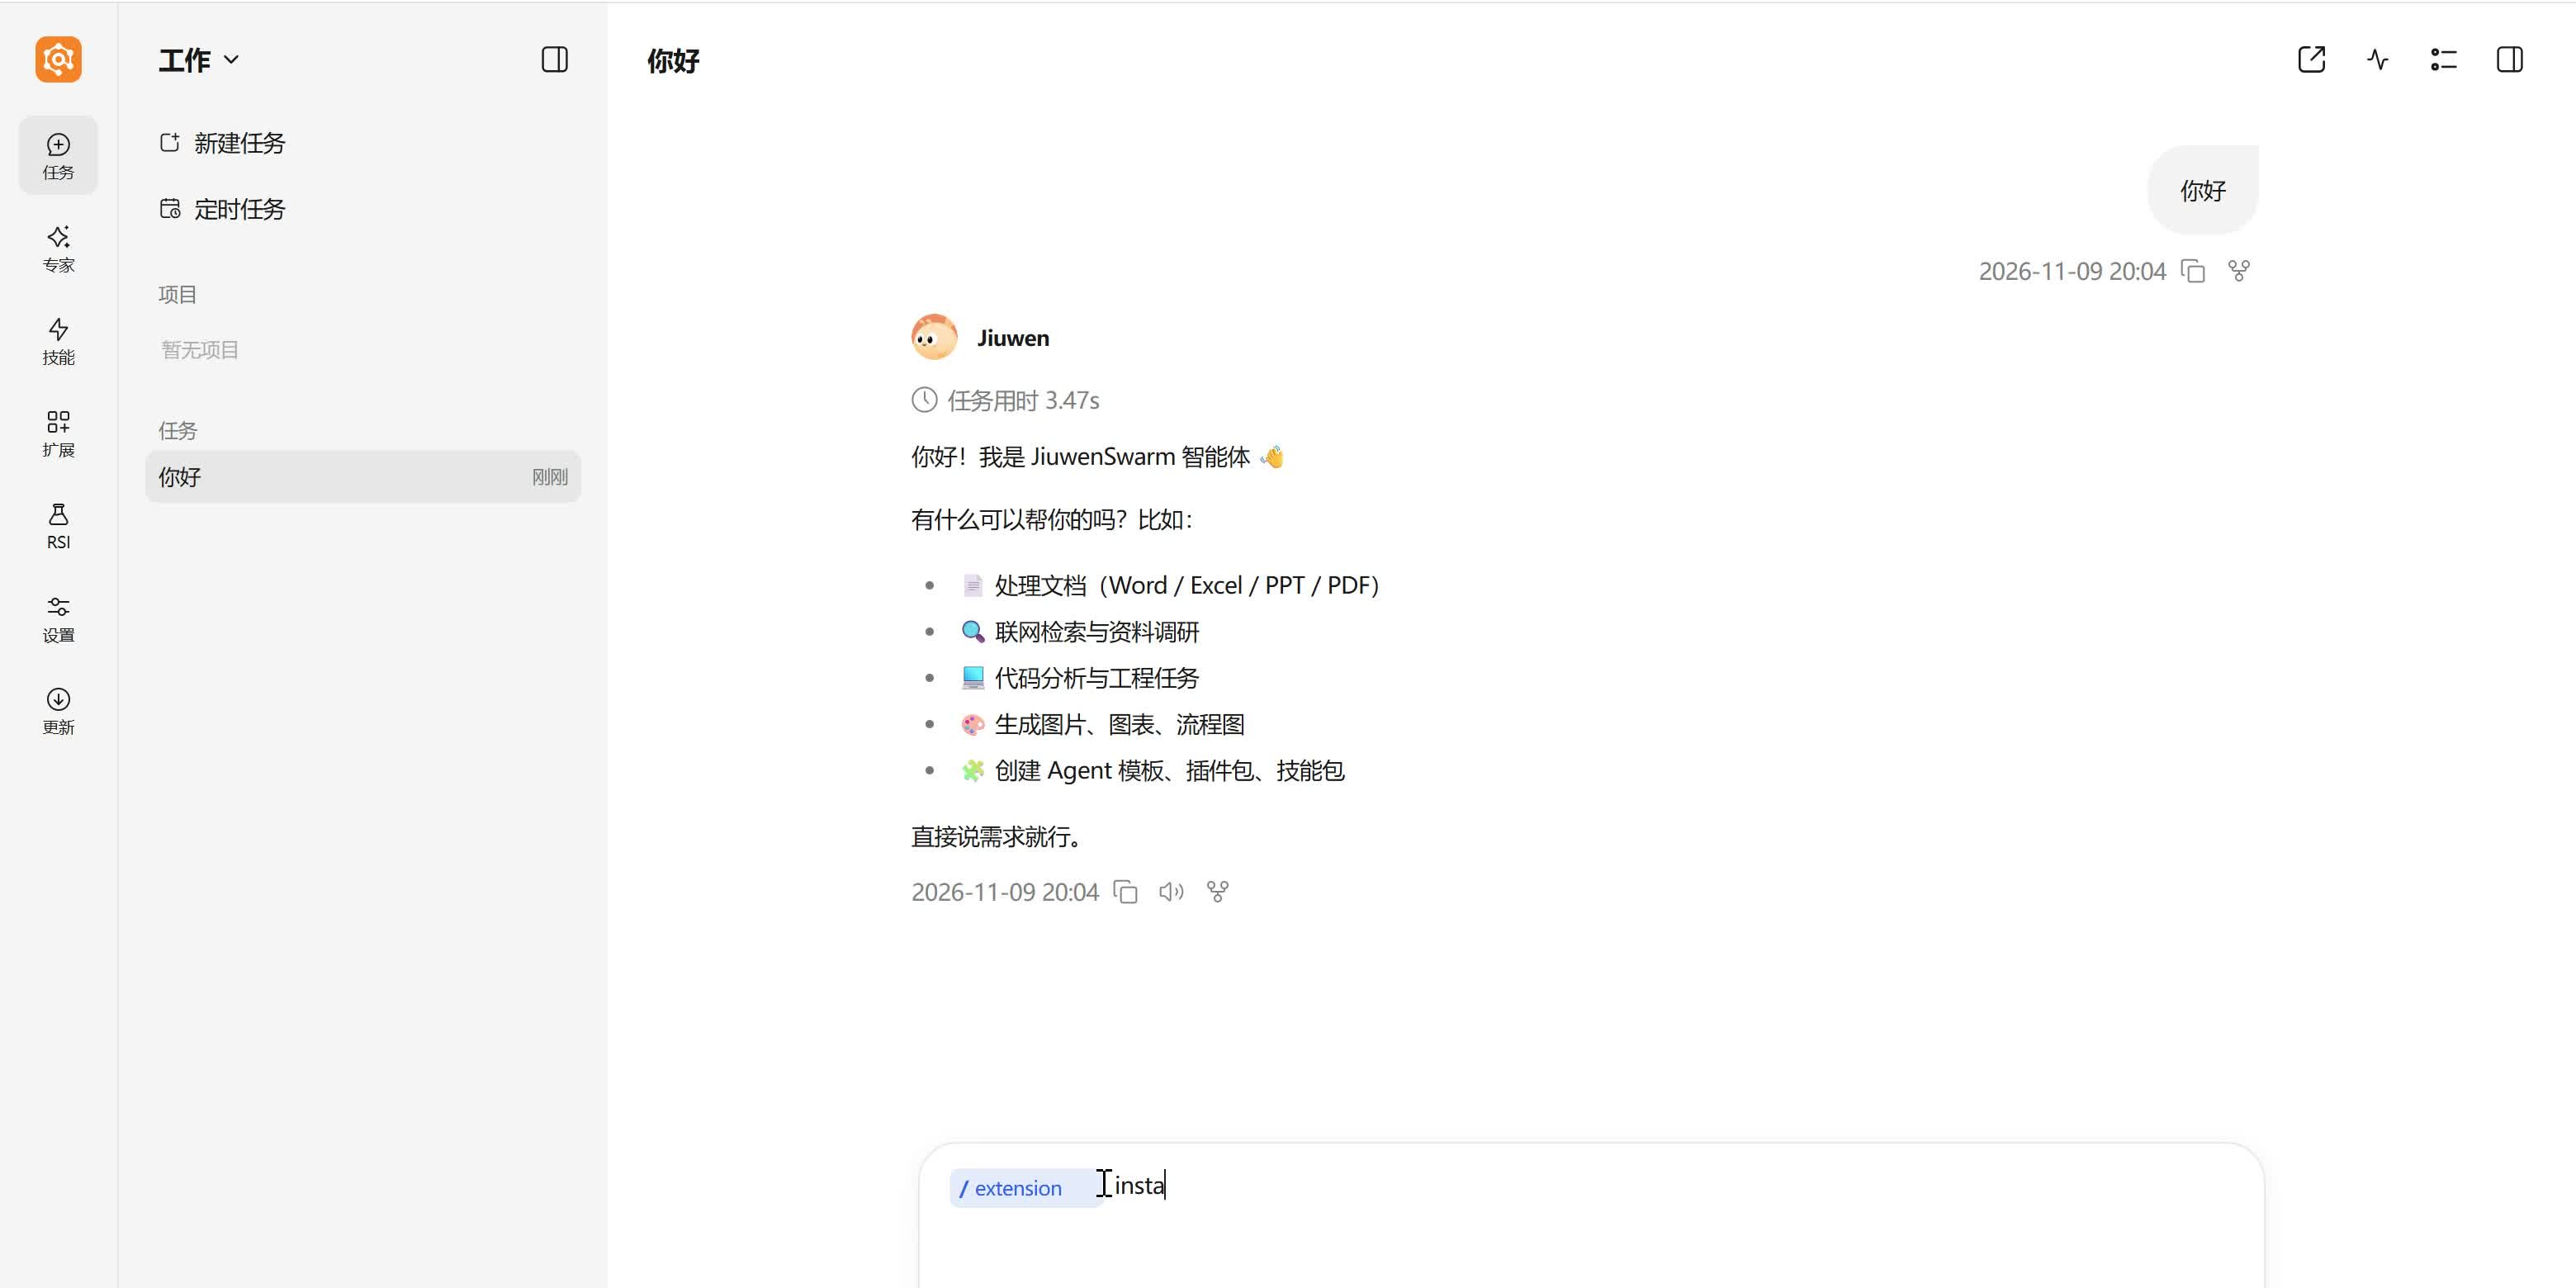 工作
任务
专家
技能
扩展
RSI
设置
更新
新建任务
定时任务
项目
暂无项目
任务
你好 刚刚
你好
你好
2026-11-09 20:04
Jiuwen
任务用时 3.47s
你好！我是 JiuwenSwarm 智能体 👋
有什么可以帮你的吗？比如：
• 📄 处理文档（Word / Excel / PPT / PDF）
• 🔍 联网检索与资料调研
• 💻 代码分析与工程任务
• 🎨 生成图片、图表、流程图
• 🧩 创建 Agent 模板、插件包、技能包
直接说需求就行。
2026-11-09 20:04
/ extension insta